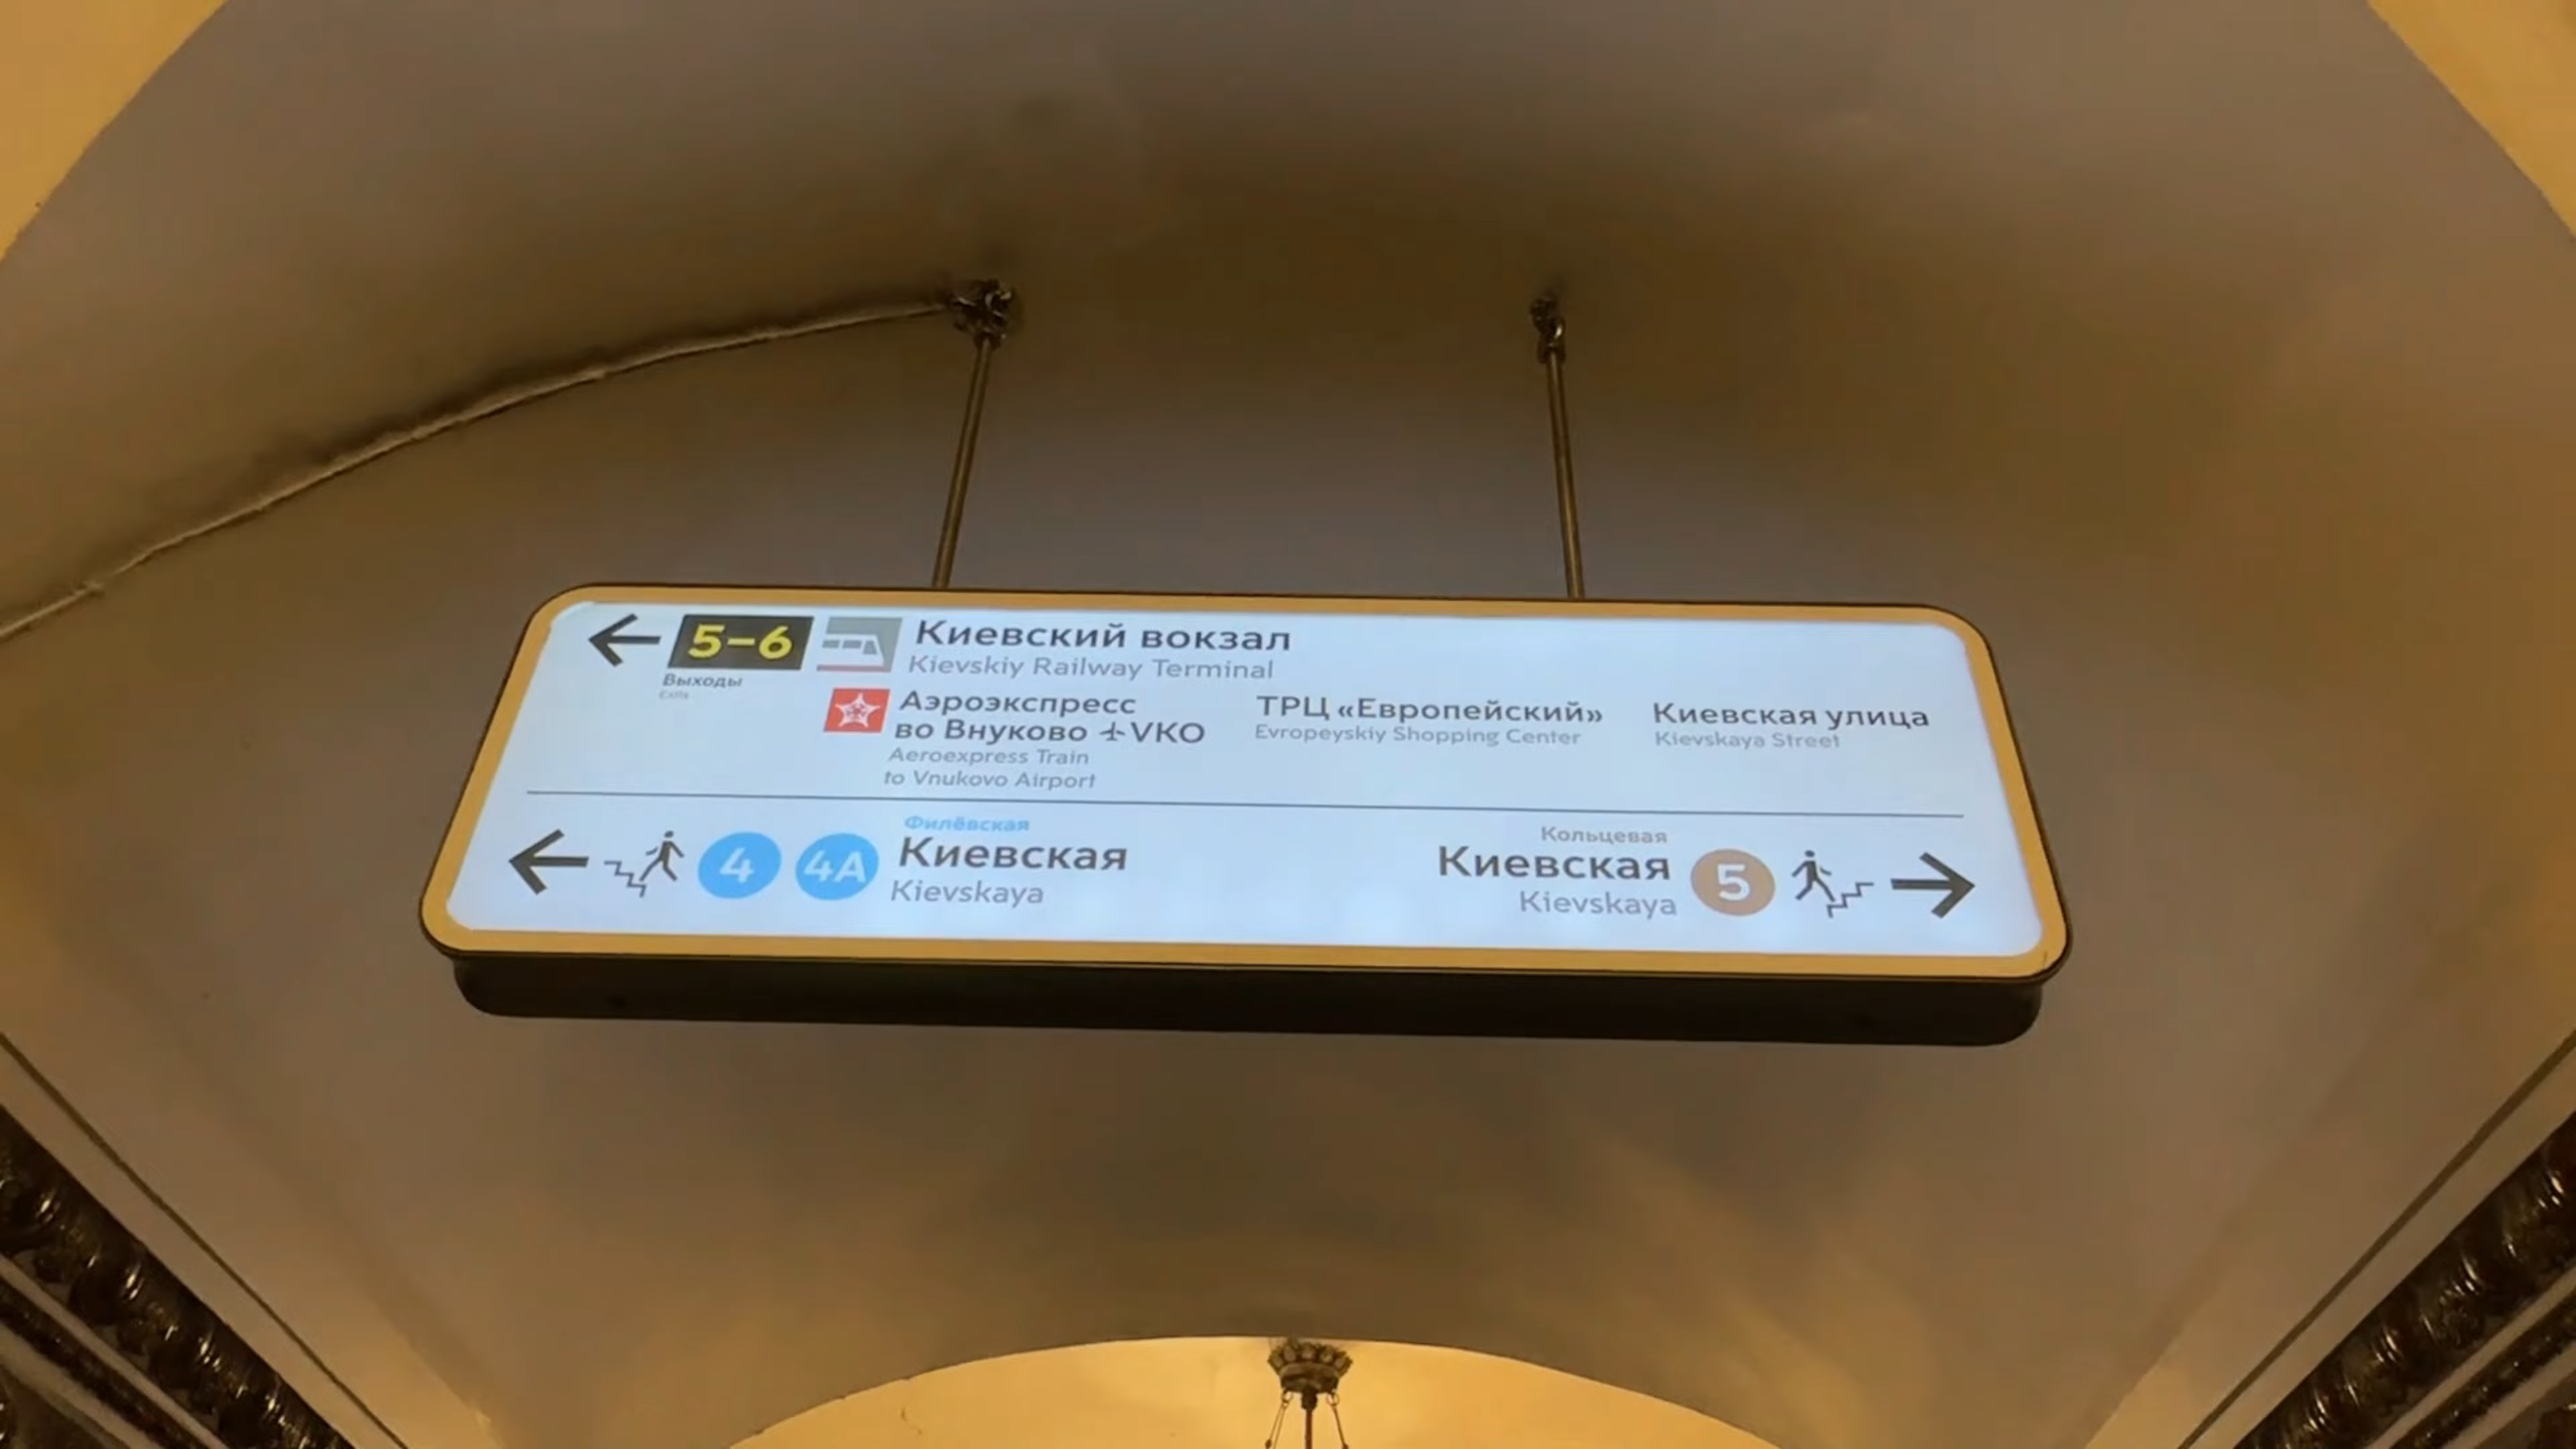 5–6
Киевский вокзал
Kievskiy Railway Terminal
Выходы
Exits
Аэроэкспресс
во Внуково VKO
Aeroexpress Train
to Vnukovo Airport
ТРЦ «Европейский»
Evropeyskiy Shopping Center
Киевская улица
Kievskaya Street
4 4А
Филёвская
Киевская
Kievskaya
Кольцевая
Киевская
Kievskaya
5